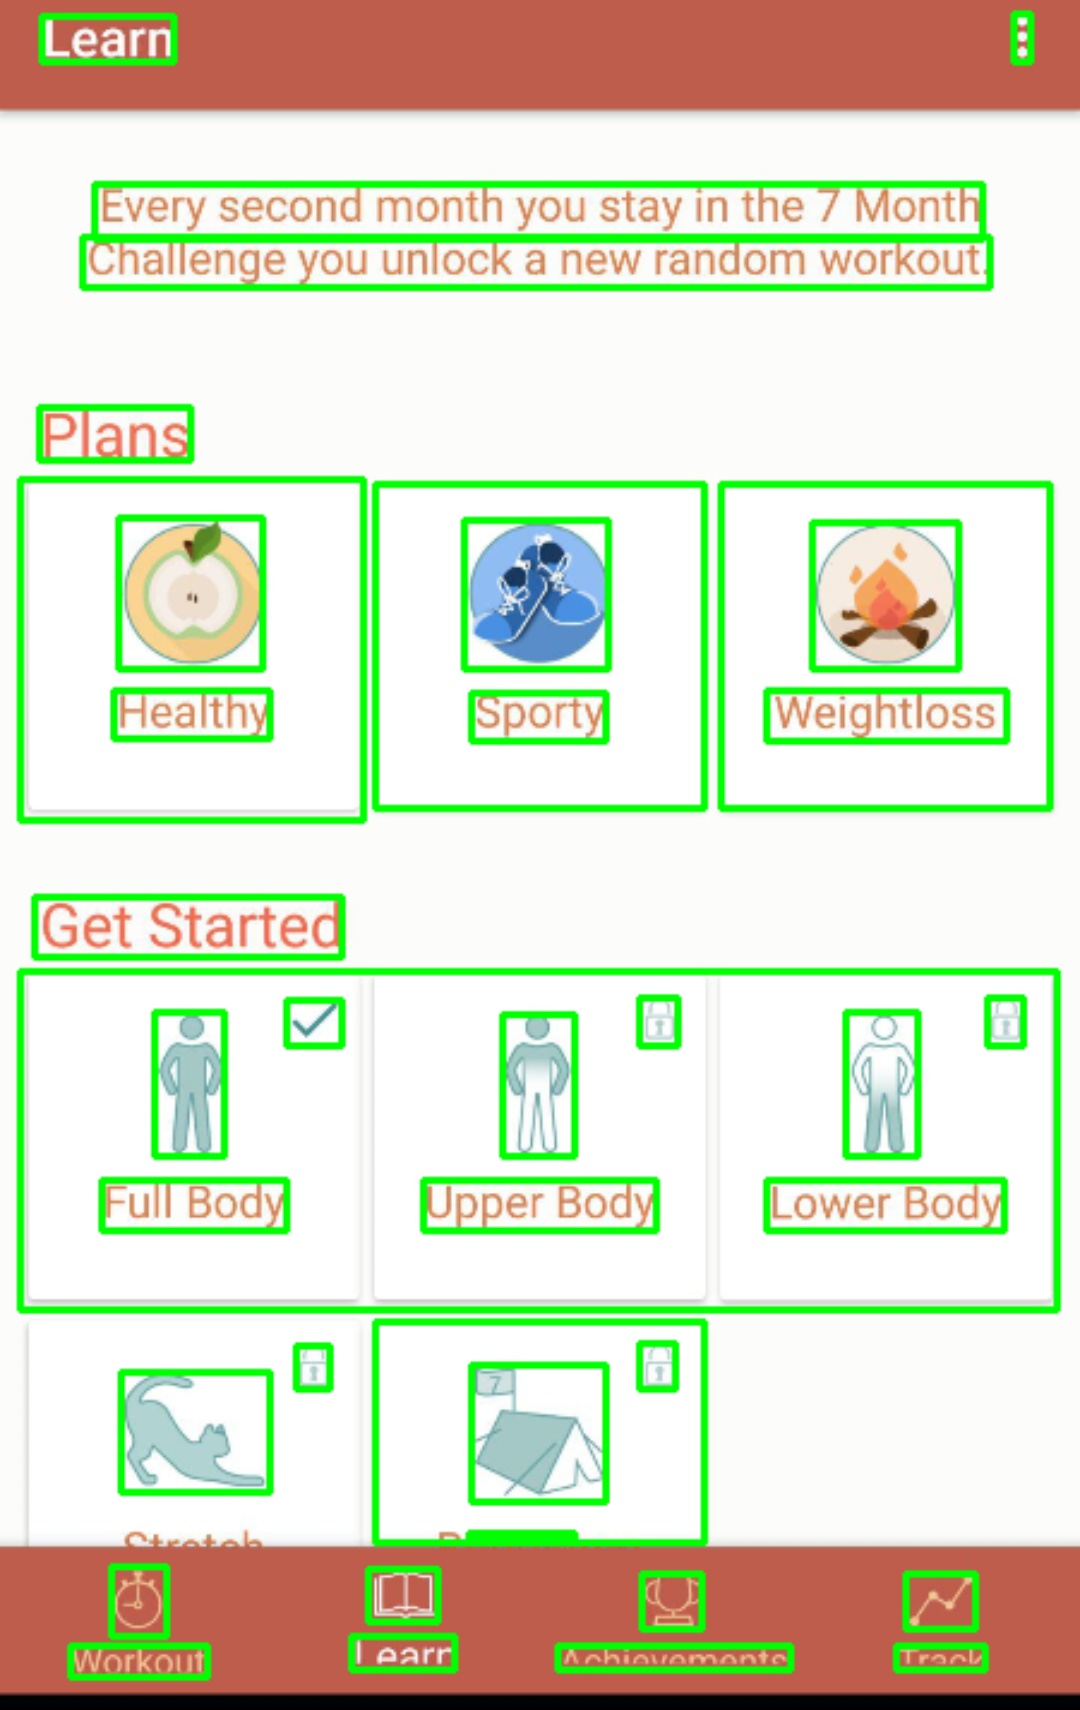 Learn
Every second month you stay in the 7 Month
Challenge you unlock a new random workout.
Plans
Healthy Sporty Weightloss
Get Started
Full Body Upper Body Lower Body
7
Stretch
Workout Learn Achievements Track